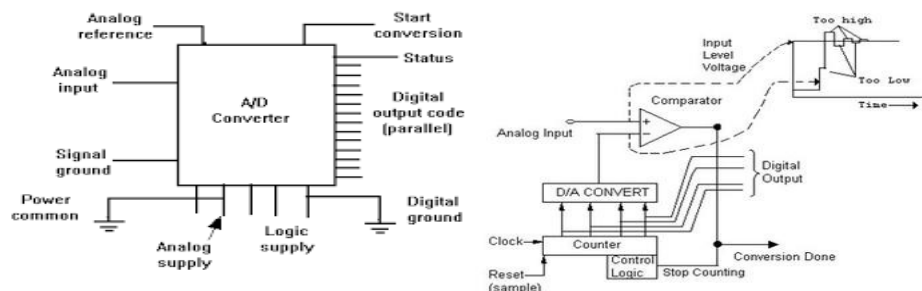 Analog
reference
Start
conversion
Status
Analog
input
A/D
Converter
Digital
output code
(parallel)
Signal
ground
Power
common
Analog
supply
Logic
supply
Digital
ground
Too high
Input
Level
Voltage
Too Low
Time
Comparator
Analog Input
+
−
Digital
Output
D/A CONVERT
Clock
Counter
Control
Logic
Reset
(sample)
Stop Counting
Conversion Done